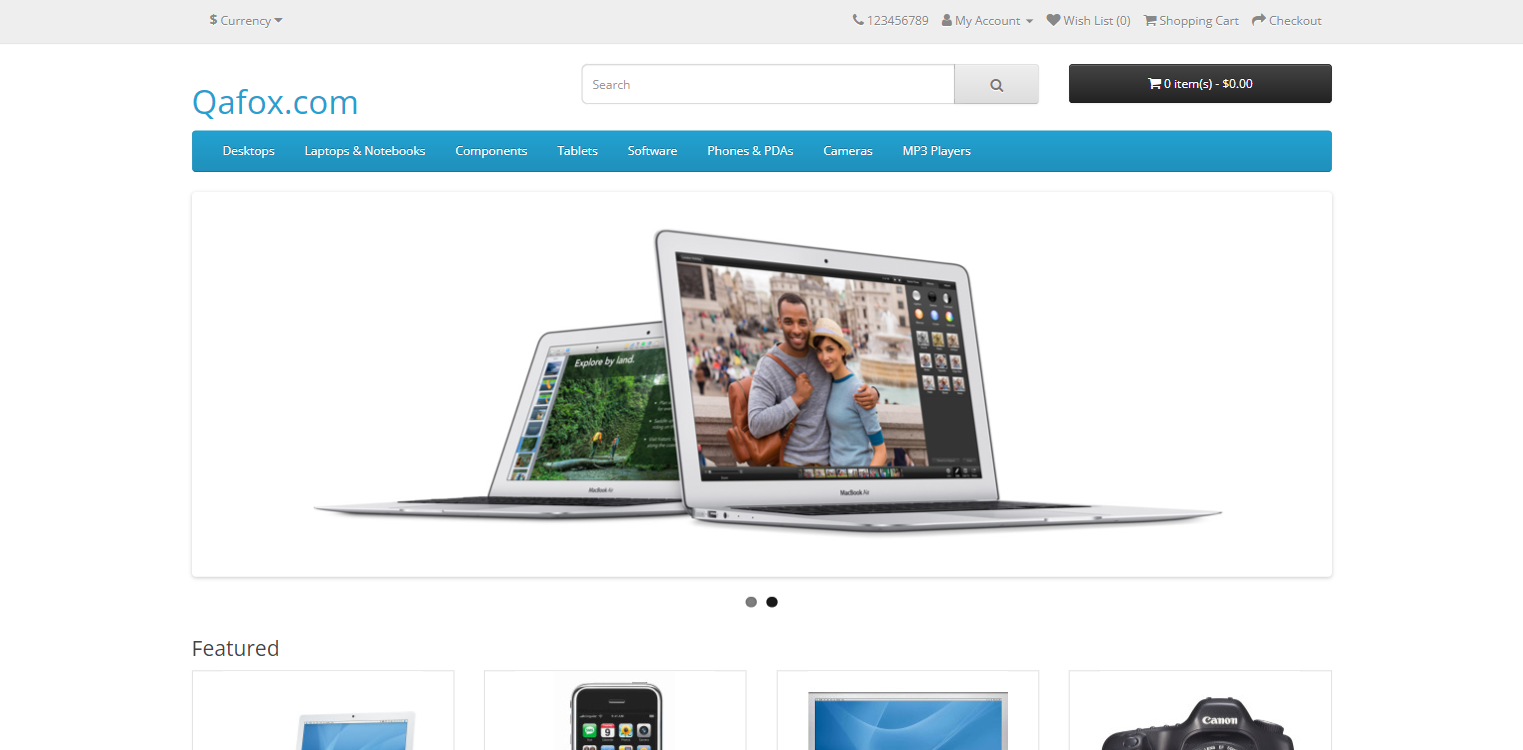 $ Currency
123456789 My Account Wish List (0) Shopping Cart Checkout
Qafox.com
Search
0 item(s) - $0.00
Desktops Laptops & Notebooks Components Tablets Software Phones & PDAs Cameras MP3 Players
Explore by land.
MacBook Air
MacBook Air
Featured
Canon